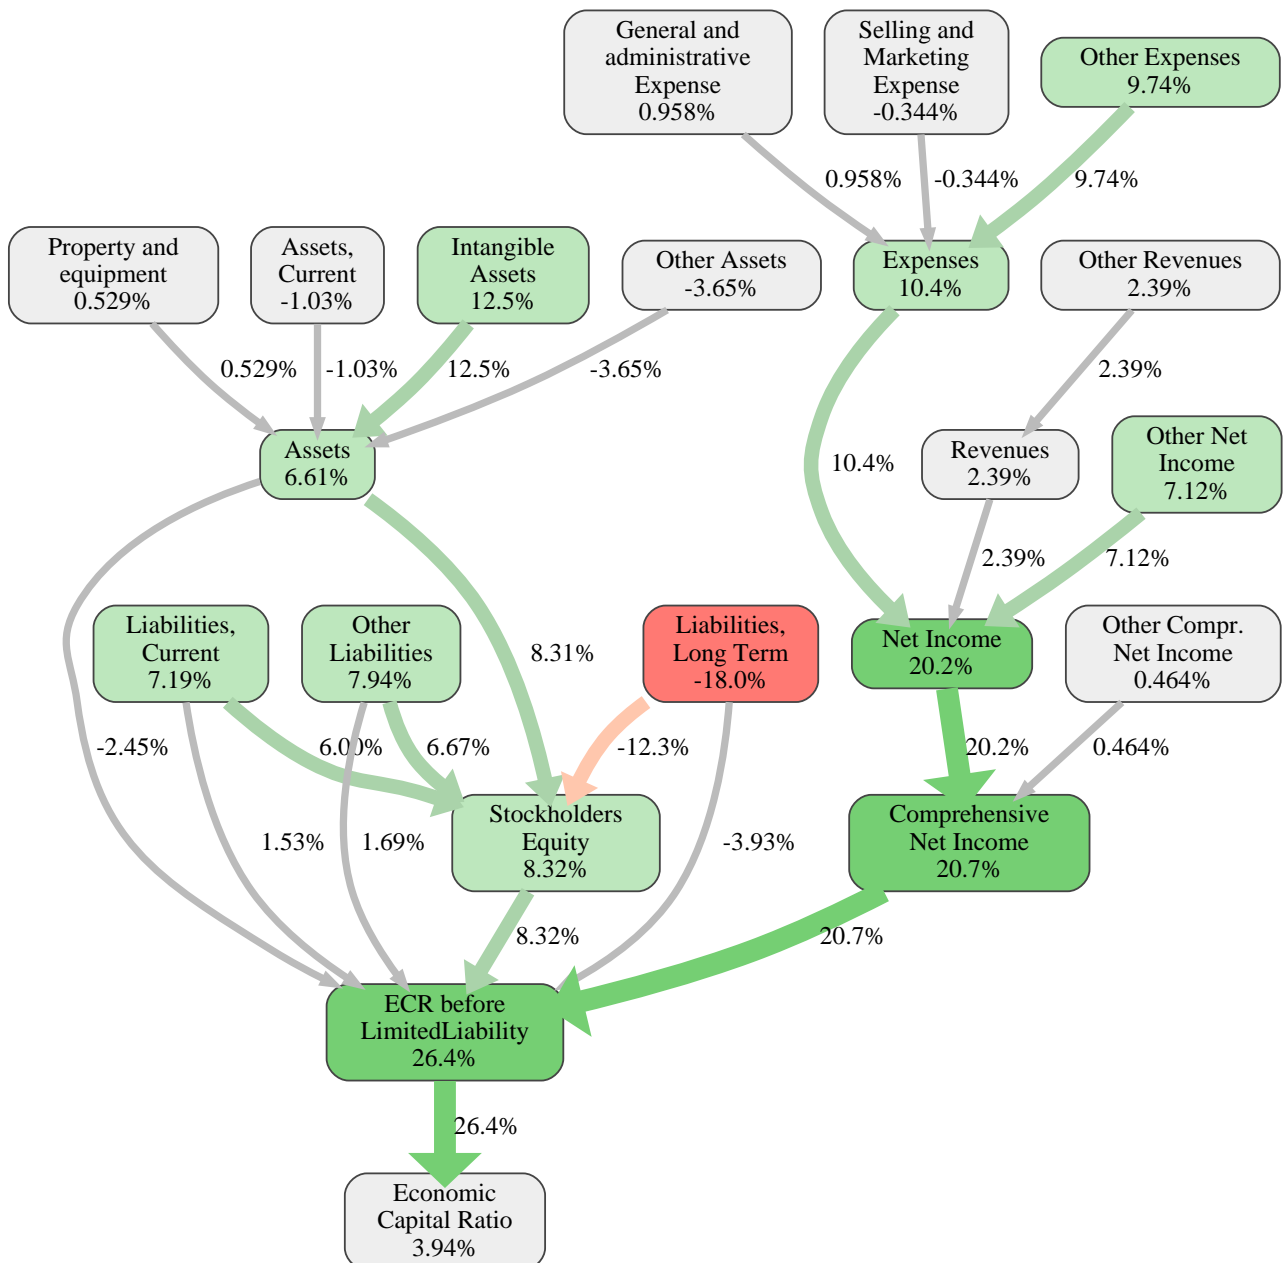 General and
administrative
Expense
0.958%
Selling and
Marketing
Expense
-0.344%
Other Expenses
9.74%
0.958%
-0.344%
9.74%
Property and
equipment
0.529%
Assets,
Current
-1.03%
Intangible
Assets
12.5%
Other Assets
-3.65%
Expenses
10.4%
Other Revenues
2.39%
0.529%
-1.03%
12.5%
-3.65%
2.39%
Assets
6.61%
10.4%
Revenues
2.39%
Other Net
Income
7.12%
2.39%
7.12%
Liabilities,
Current
7.19%
Other
Liabilities
7.94%
8.31%
Liabilities,
Long Term
-18.0%
Net Income
20.2%
Other Compr.
Net Income
0.464%
-2.45%
6.00%
6.67%
-12.3%
20.2%
0.464%
1.53%
1.69%
Stockholders
Equity
8.32%
-3.93%
Comprehensive
Net Income
20.7%
8.32%
20.7%
ECR before
LimitedLiability
26.4%
26.4%
Economic
Capital Ratio
3.94%